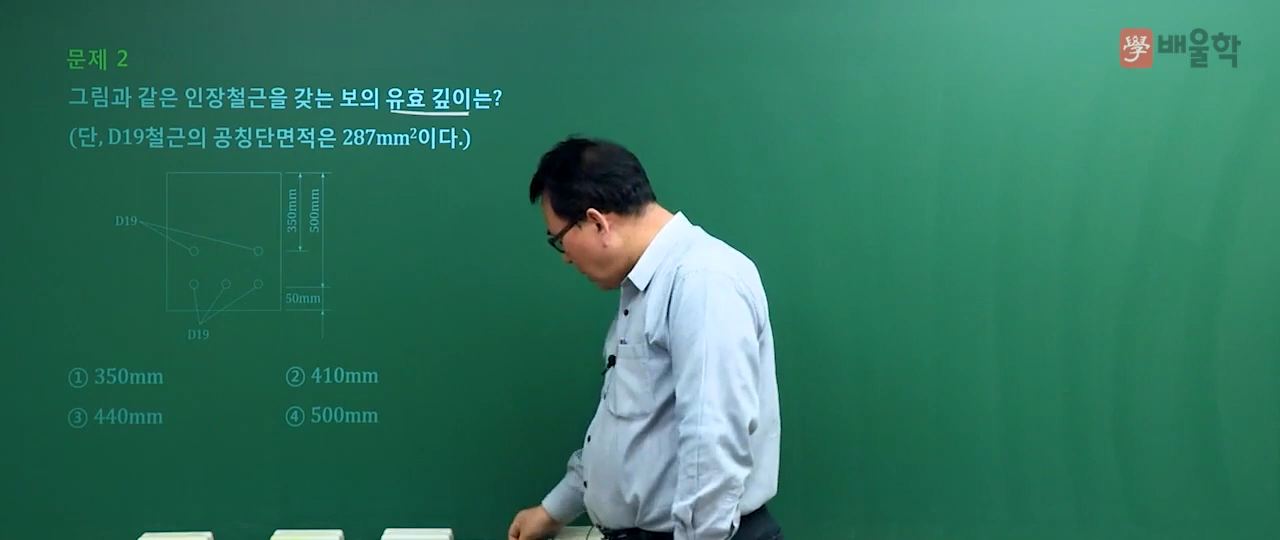 學배울학
문제 2
그림과 같은 인장철근을 갖는 보의 유효 깊이는?
(단, D19철근의 공칭단면적은 287mm²이다.)
350mm
500mm
D19
50mm
D19
① 350mm
② 410mm
③ 440mm
④ 500mm